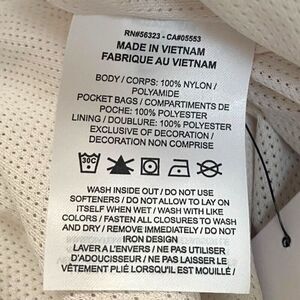 RN#56323 - CA#05553
MADE IN VIETNAM
FABRIQUE AU VIETNAM
BODY / CORPS: 100% NYLON /
POLYAMIDE
POCKET BAGS / COMPARTIMENTS DE
POCHE: 100% POLYESTER
LINING / DOUBLURE: 100% POLYESTER
EXCLUSIVE OF DECORATION /
DECORATION NON COMPRISE
30C
WASH INSIDE OUT / DO NOT USE
SOFTENERS / DO NOT ALLOW TO LAY ON
ITSELF WHEN WET / WASH WITH LIKE
COLORS / FASTEN ALL CLOSURES TO WASH
AND DRY / REMOVE IMMEDIATELY / DO NOT
IRON DESIGN
LAVER A L'ENVERS / NE PAS UTILISER
D'ADOUCISSEUR / NE PAS LAISSER LE
VÊTEMENT PLIÉ LORSQU'IL EST MOUILLÉ /